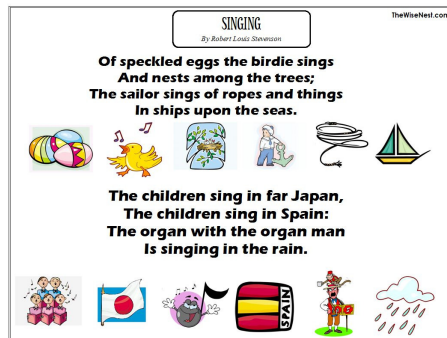 TheWiseNest.com
SINGING
By Robert Louis Stevenson
Of speckled eggs the birdie sings
And nests among the trees;
The sailor sings of ropes and things
In ships upon the seas.
The children sing in far Japan,
The children sing in Spain:
The organ with the organ man
Is singing in the rain.
SPAIN